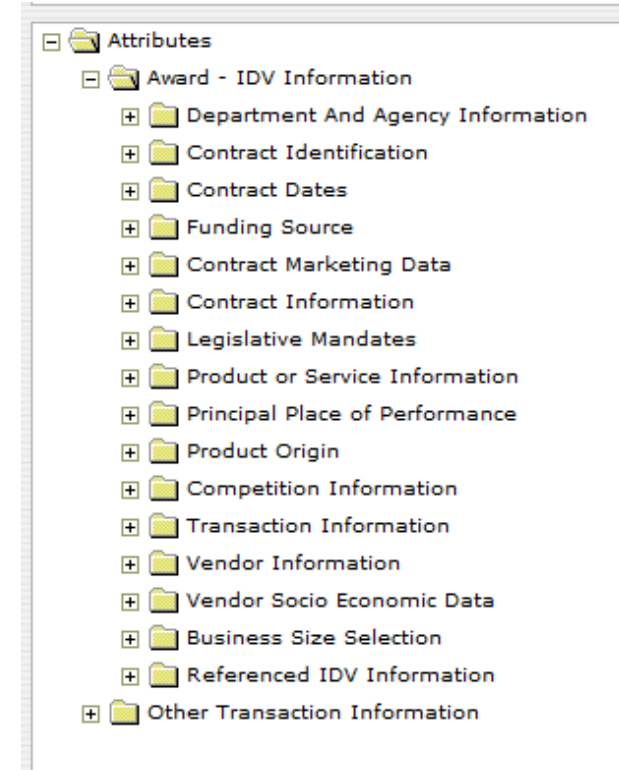 Attributes
Award - IDV Information
Department And Agency Information
Contract Identification
Contract Dates
Funding Source
Contract Marketing Data
Contract Information
Legislative Mandates
Product or Service Information
Principal Place of Performance
Product Origin
Competition Information
Transaction Information
Vendor Information
Vendor Socio Economic Data
Business Size Selection
Referenced IDV Information
Other Transaction Information